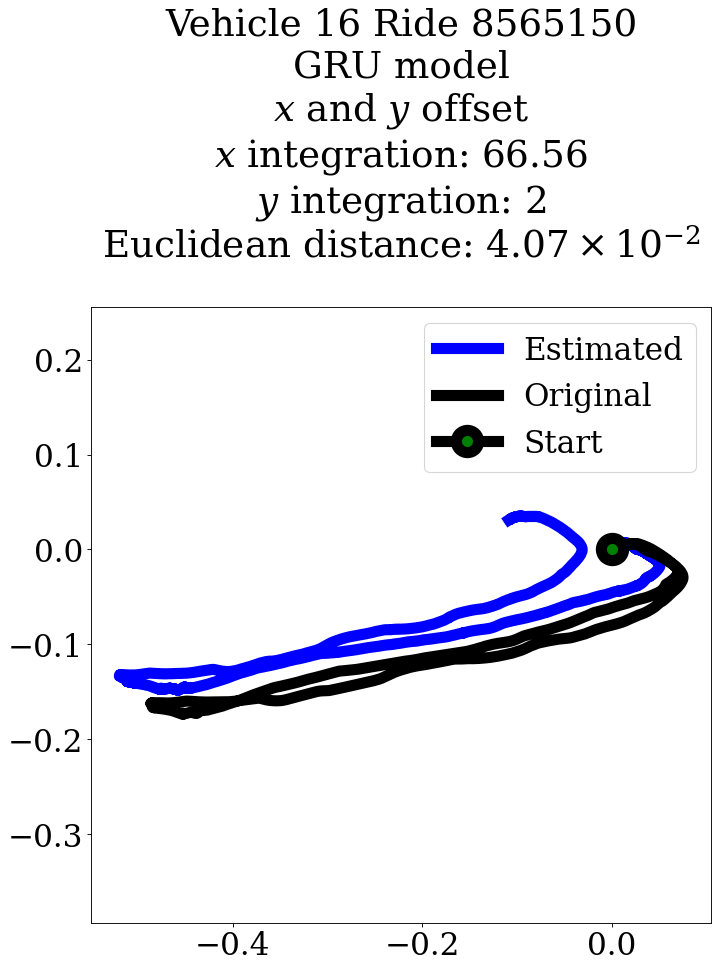 Vehicle 16 Ride 8565150
GRU model
x and y offset
x integration: 66.56
y integration: 2
Euclidean distance: 4.07 × 10⁻²
Estimated
Original
Start
0.2
0.1
0.0
−0.1
−0.2
−0.3
−0.4
−0.2
0.0